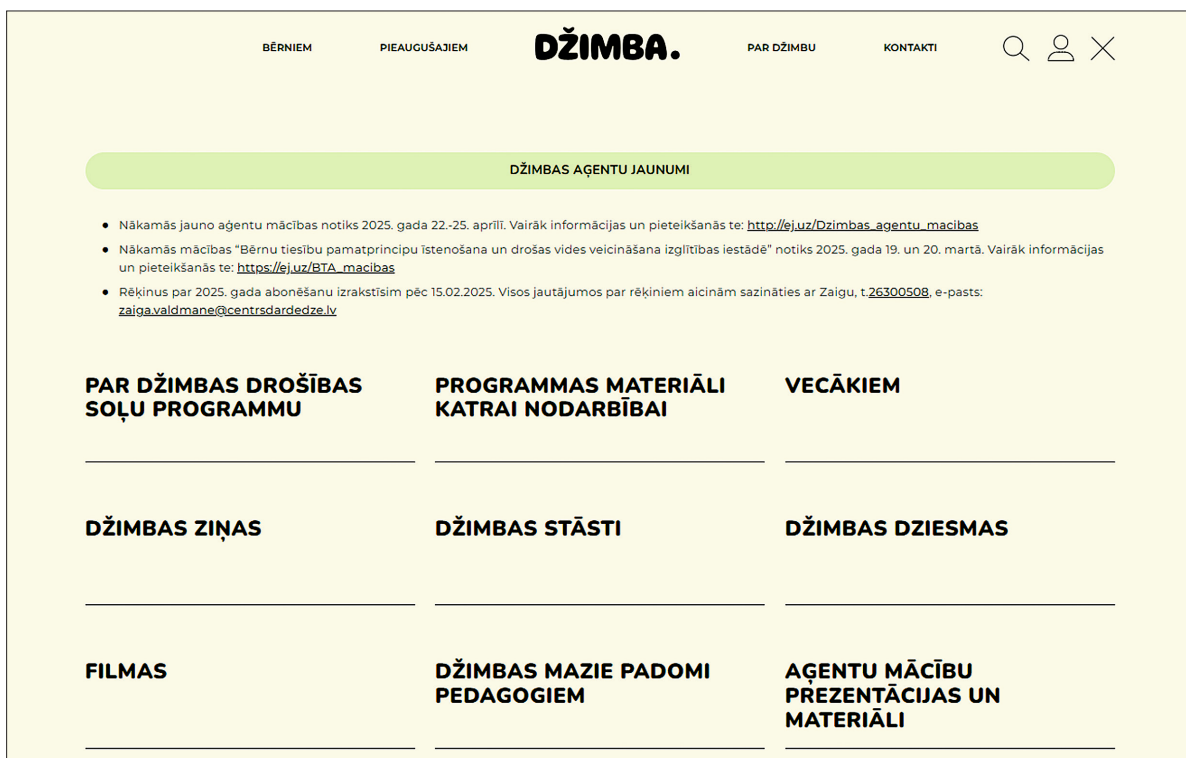 BĒRNIEM PIEAUGUŠAJIEM DŽIMBA. PAR DŽIMBU KONTAKTI
DŽIMBAS AĢENTU JAUNUMI
● Nākamās jauno aģentu mācības notiks 2025. gada 22.-25. aprīlī. Vairāk informācijas un pieteikšanās te: http://ej.uz/Dzimbas_agentu_macibas
● Nākamās mācības “Bērnu tiesību pamatprincipu īstenošana un drošas vides veicināšana izglītības iestādē” notiks 2025. gada 19. un 20. martā. Vairāk informācijas
un pieteikšanās te: https://ej.uz/BTA_macibas
● Rēķinus par 2025. gada abonēšanu izrakstīsim pēc 15.02.2025. Visos jautājumos par rēķiniem aicinām sazināties ar Zaigu, t.26300508, e-pasts:
zaiga.valdmane@centrsdardedze.lv
PAR DŽIMBAS DROŠĪBAS
SOĻU PROGRAMMU
PROGRAMMAS MATERIĀLI
KATRAI NODARBĪBAI
VECĀKIEM
DŽIMBAS ZIŅAS
DŽIMBAS STĀSTI
DŽIMBAS DZIESMAS
FILMAS
DŽIMBAS MAZIE PADOMI
PEDAGOGIEM
AĢENTU MĀCĪBU
PREZENTĀCIJAS UN
MATERIĀLI